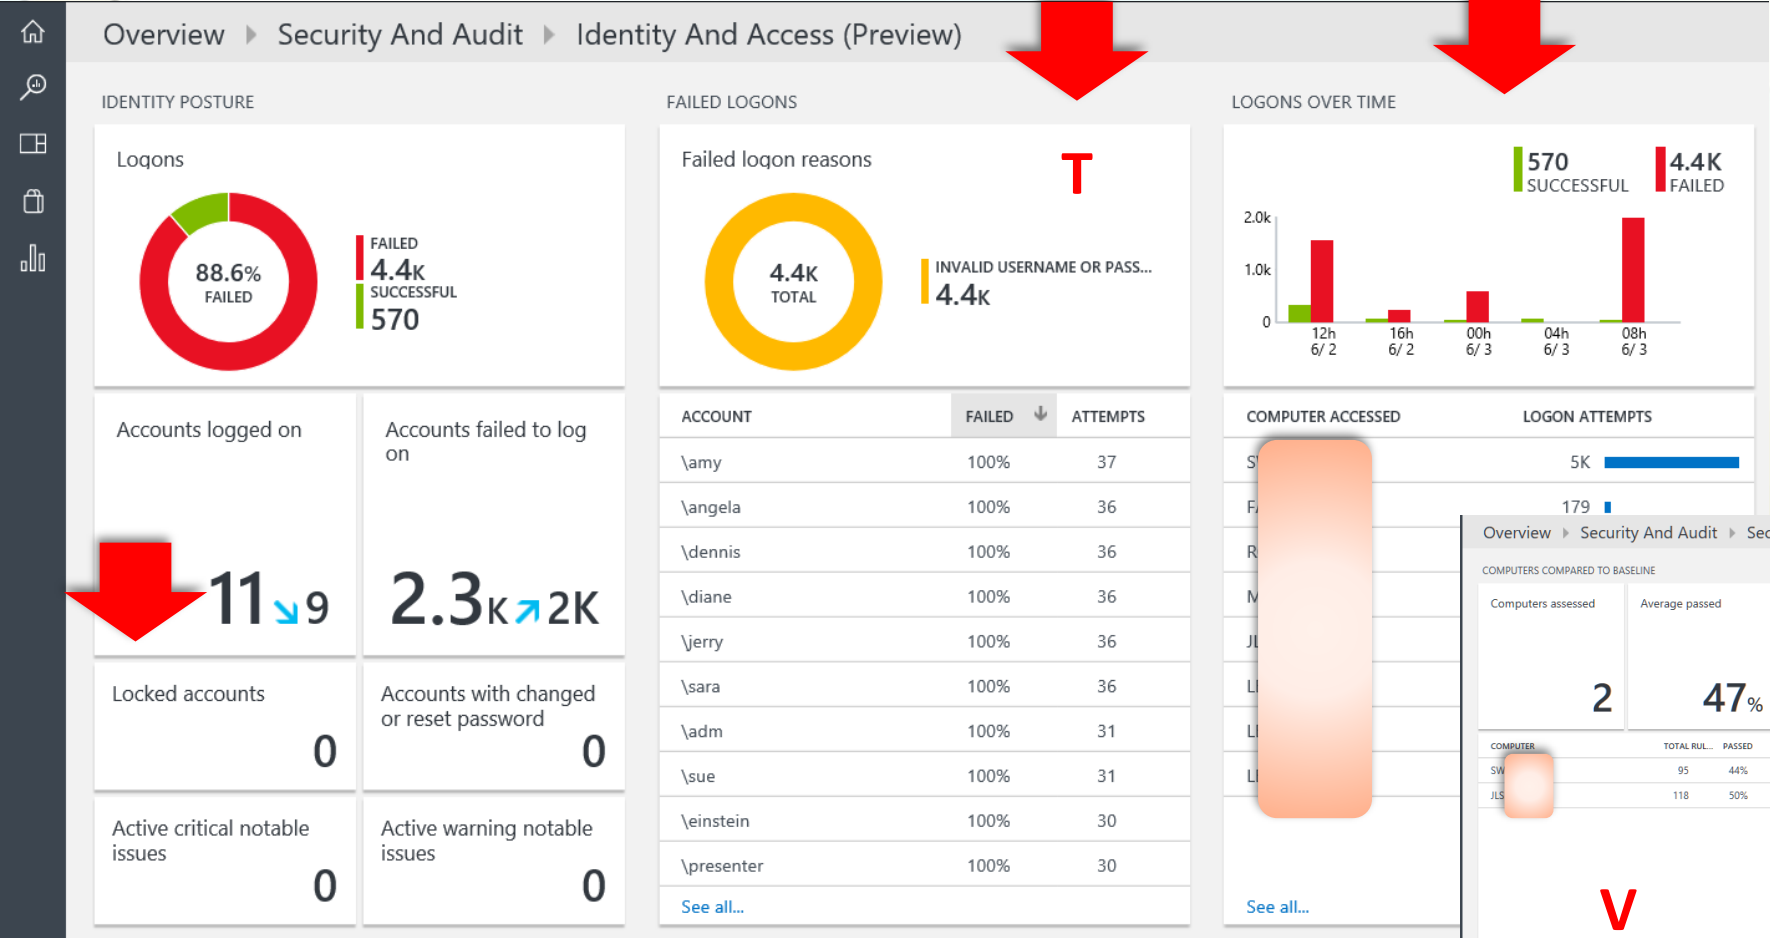 Overview Security And Audit Identity And Access (Preview)
IDENTITY POSTURE
Logons
88.6%
FAILED
FAILED
4.4K
SUCCESSFUL
570
Accounts logged on
11 9
Accounts failed to log
on
2.3K 2K
Locked accounts
0
Accounts with changed
or reset password
0
Active critical notable
issues
0
Active warning notable
issues
0
FAILED LOGONS
Failed logon reasons
T
4.4K
TOTAL
INVALID USERNAME OR PASS...
4.4K
ACCOUNT FAILED ATTEMPTS
\amy 100% 37
\angela 100% 36
\dennis 100% 36
\diane 100% 36
\jerry 100% 36
\sara 100% 36
\adm 100% 31
\sue 100% 31
\einstein 100% 30
\presenter 100% 30
See all...
LOGONS OVER TIME
570
SUCCESSFUL
4.4K
FAILED
2.0k
1.0k
0
12h 16h 00h 04h 08h
6/ 2 6/ 2 6/ 3 6/ 3 6/ 3
COMPUTER ACCESSED LOGON ATTEMPTS
5K
179
See all...
Overview Security And Audit Sec
COMPUTERS COMPARED TO BASELINE
Computers assessed
2
Average passed
47%
COMPUTER TOTAL RUL... PASSED
SW 95 44%
JLS 118 50%
V